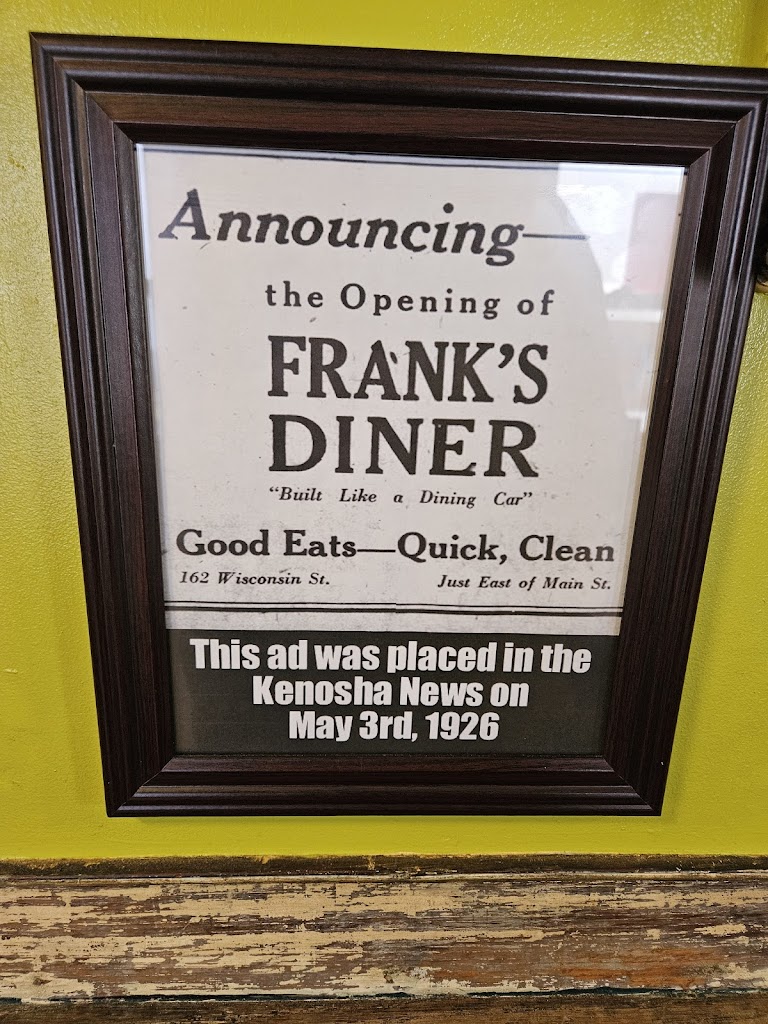 Announcing—
the Opening of
FRANK'S
DINER
"Built Like a Dining Car"
Good Eats—Quick, Clean
162 Wisconsin St. Just East of Main St.
This ad was placed in the
Kenosha News on
May 3rd, 1926